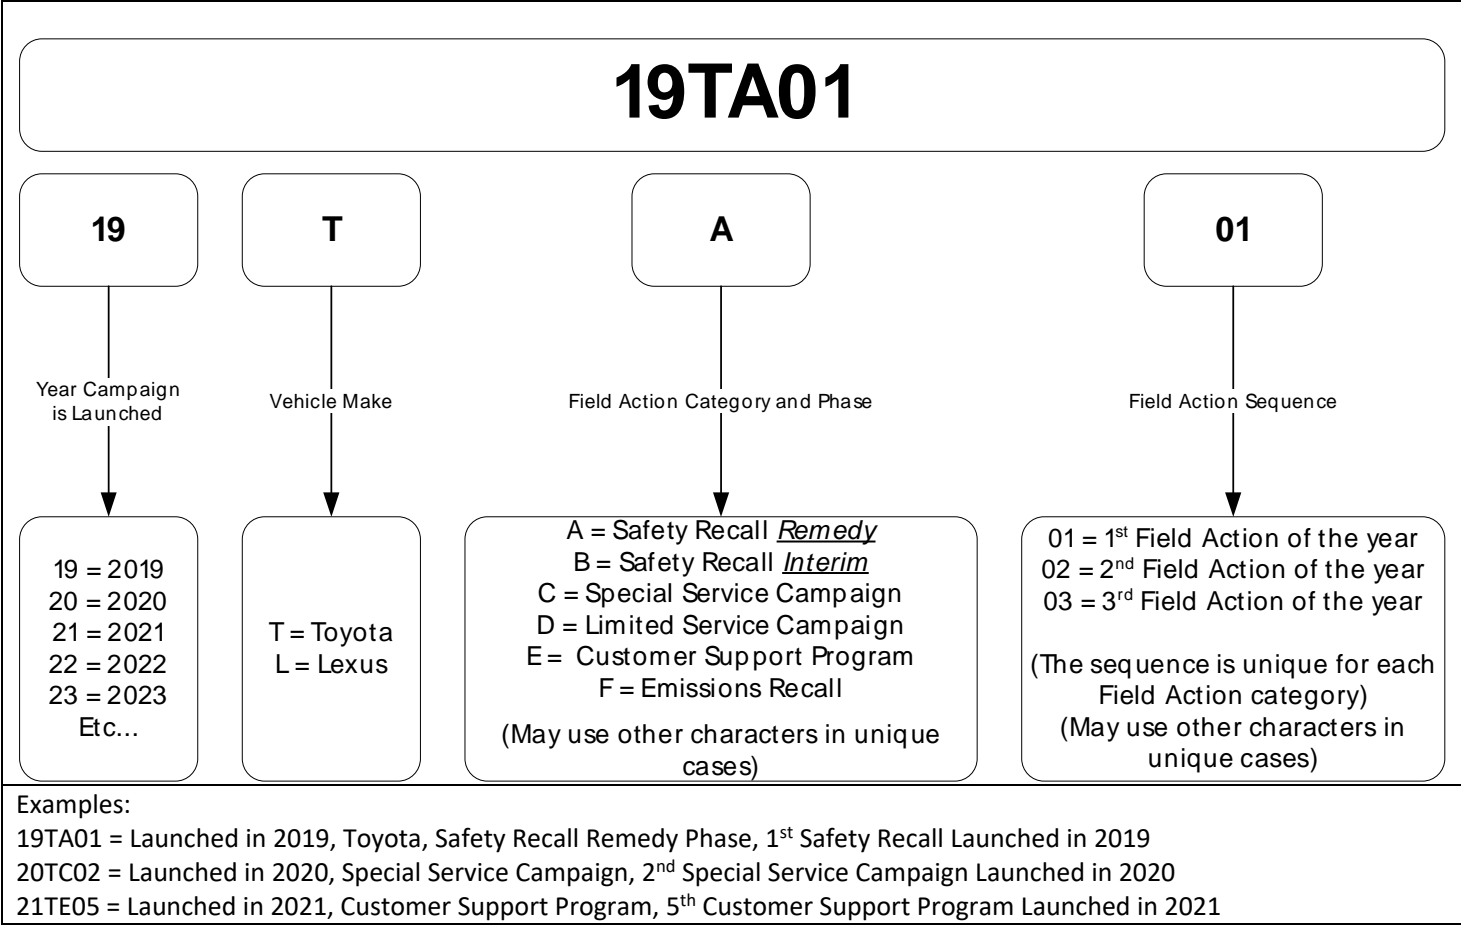 19TA01
19
T
A
01
Year Campaign
is Launched
Vehicle Make
Field Action Category and Phase
Field Action Sequence
19 = 2019
20 = 2020
21 = 2021
22 = 2022
23 = 2023
Etc...
T = Toyota
L = Lexus
A = Safety Recall Remedy
B = Safety Recall Interim
C = Special Service Campaign
D = Limited Service Campaign
E = Customer Support Program
F = Emissions Recall
(May use other characters in unique
cases)
01 = 1st Field Action of the year
02 = 2nd Field Action of the year
03 = 3rd Field Action of the year
(The sequence is unique for each
Field Action category)
(May use other characters in
unique cases)
Examples:
19TA01 = Launched in 2019, Toyota, Safety Recall Remedy Phase, 1st Safety Recall Launched in 2019
20TC02 = Launched in 2020, Special Service Campaign, 2nd Special Service Campaign Launched in 2020
21TE05 = Launched in 2021, Customer Support Program, 5th Customer Support Program Launched in 2021